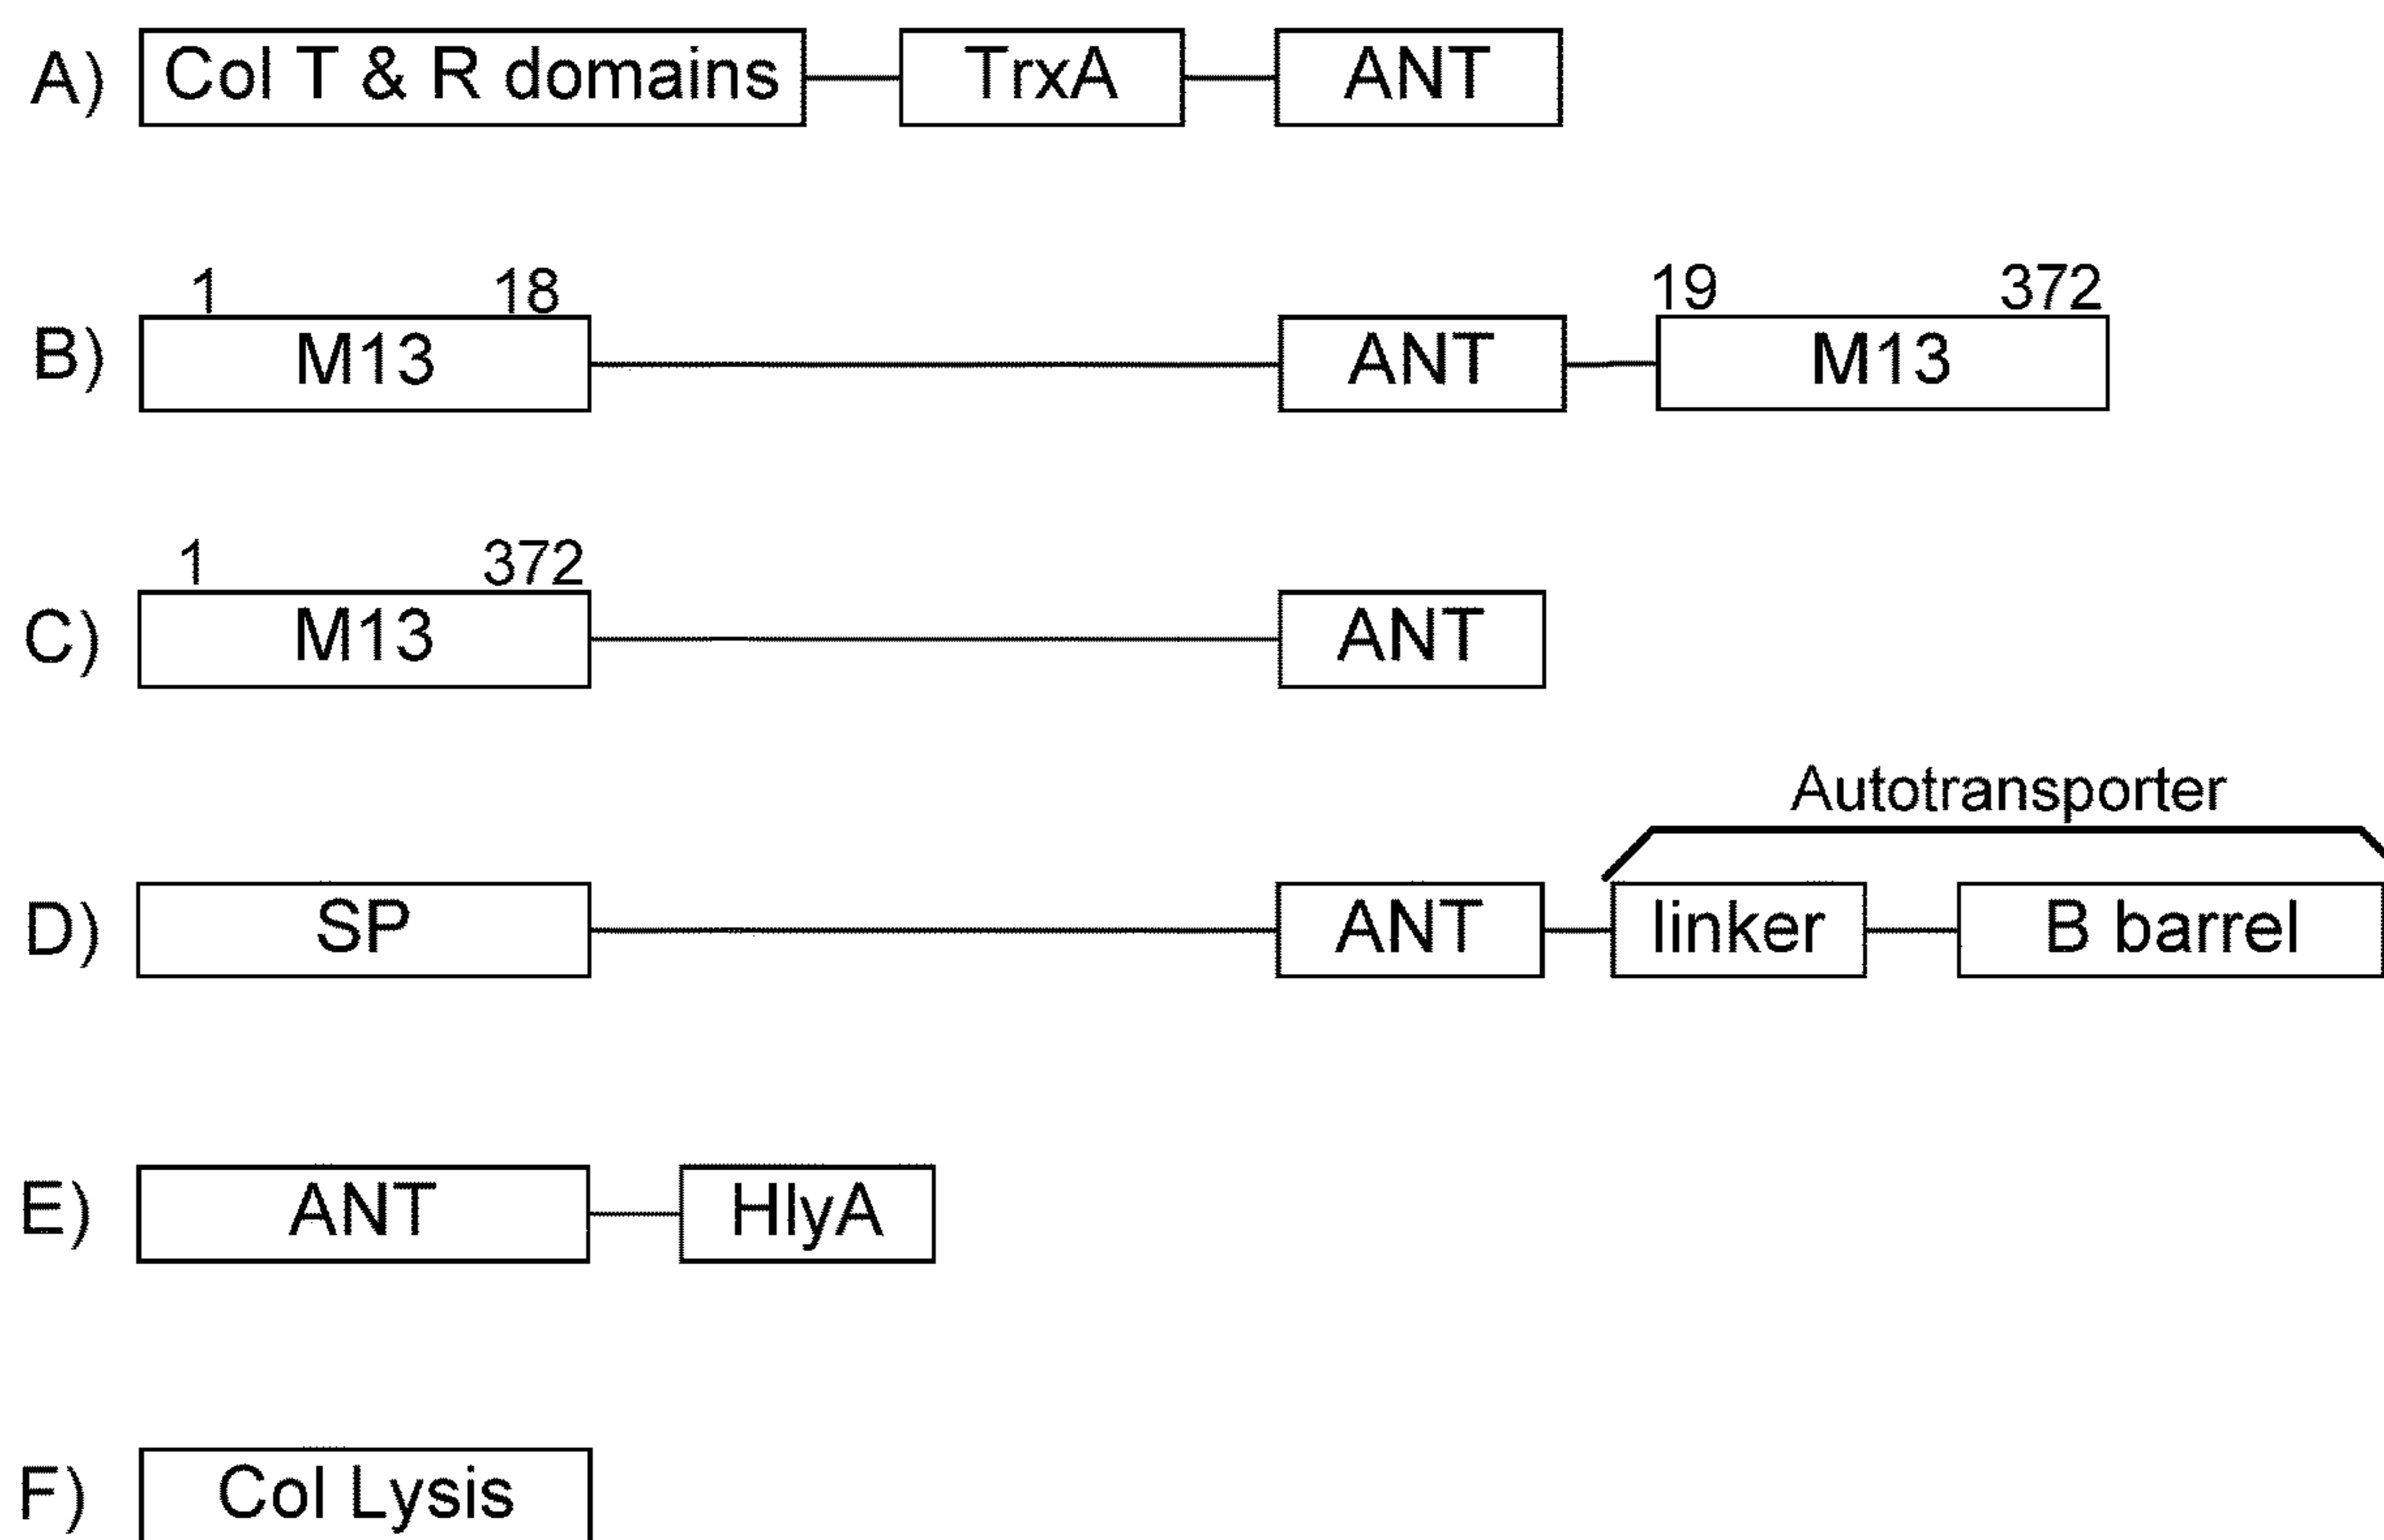 A) Col T & R domains TrxA ANT
1 18 19 372
B) M13 ANT M13
1 372
C) M13 ANT
Autotransporter
D) SP ANT linker B barrel
E) ANT HlyA
F) Col Lysis